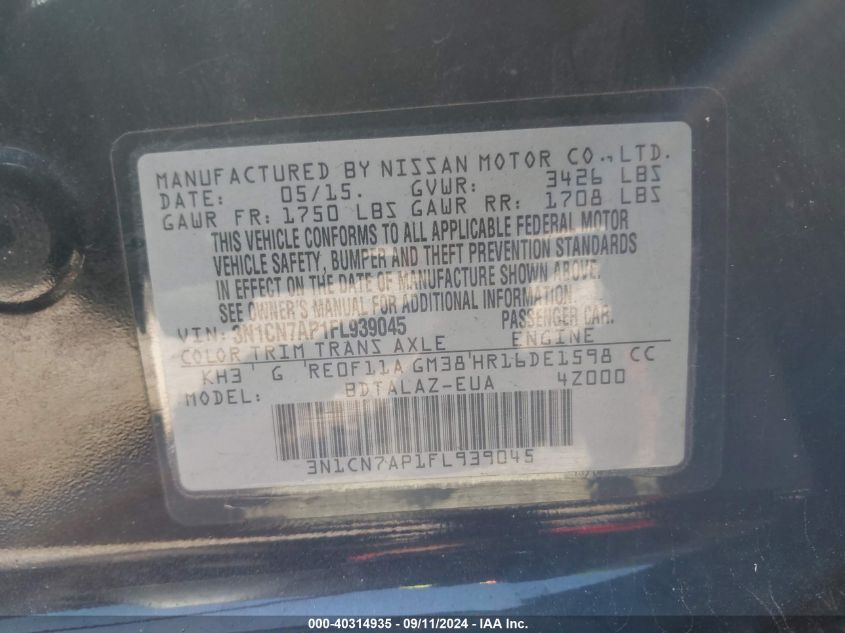 MANUFACTURED BY NISSAN MOTOR CO., LTD.
DATE: 05/15. GVWR: 3426 LBS
GAWR FR: 1750 LBS GAWR RR: 1708 LBS
THIS VEHICLE CONFORMS TO ALL APPLICABLE FEDERAL MOTOR
VEHICLE SAFETY, BUMPER AND THEFT PREVENTION STANDARDS
IN EFFECT ON THE DATE OF MANUFACTURE SHOWN ABOVE.
SEE OWNER'S MANUAL FOR ADDITIONAL INFORMATION.
VIN: 3N1CN7AP1FL939045 PASSENGER CAR.
COLOR TRIM TRANS AXLE ENGINE
KH3 G RE0F11A GM38 HR16DE1598 CC
MODEL: BDTALAZ-EUA 4Z000
3N1CN7AP1FL939045
000-40314935 - 09/11/2024 - IAA Inc.